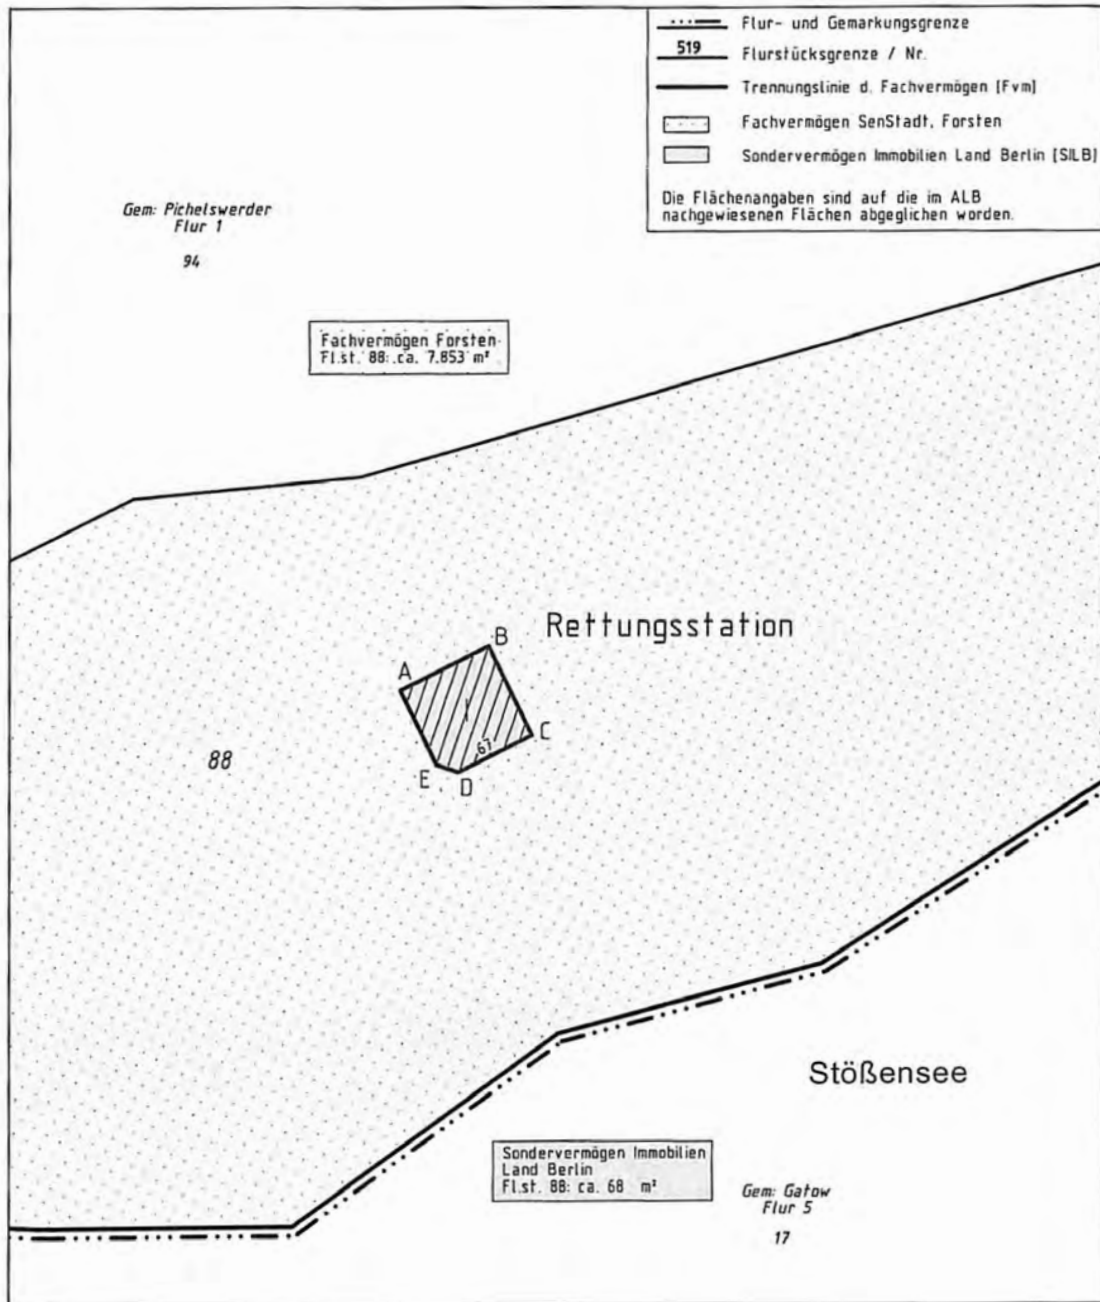 Flur- und Gemarkungsgrenze
519
Flurstücksgrenze / Nr.
Trennungslinie d. Fachvermögen [Fvm]
Fachvermögen SenStadt, Forsten
Sondervermögen Immobilien Land Berlin [SILB]
Die Flächenangaben sind auf die im ALB
nachgewiesenen Flächen abgeglichen worden.
Gem: Pichelswerder
Flur 1
94
Fachvermögen Forsten
Fl.st. 88: ca. 7.853 m²
Rettungsstation
A
B
C
D
E
I
67
88
Stößensee
Sondervermögen Immobilien
Land Berlin
Fl.st. 88: ca. 68 m²
Gem: Gatow
Flur 5
17